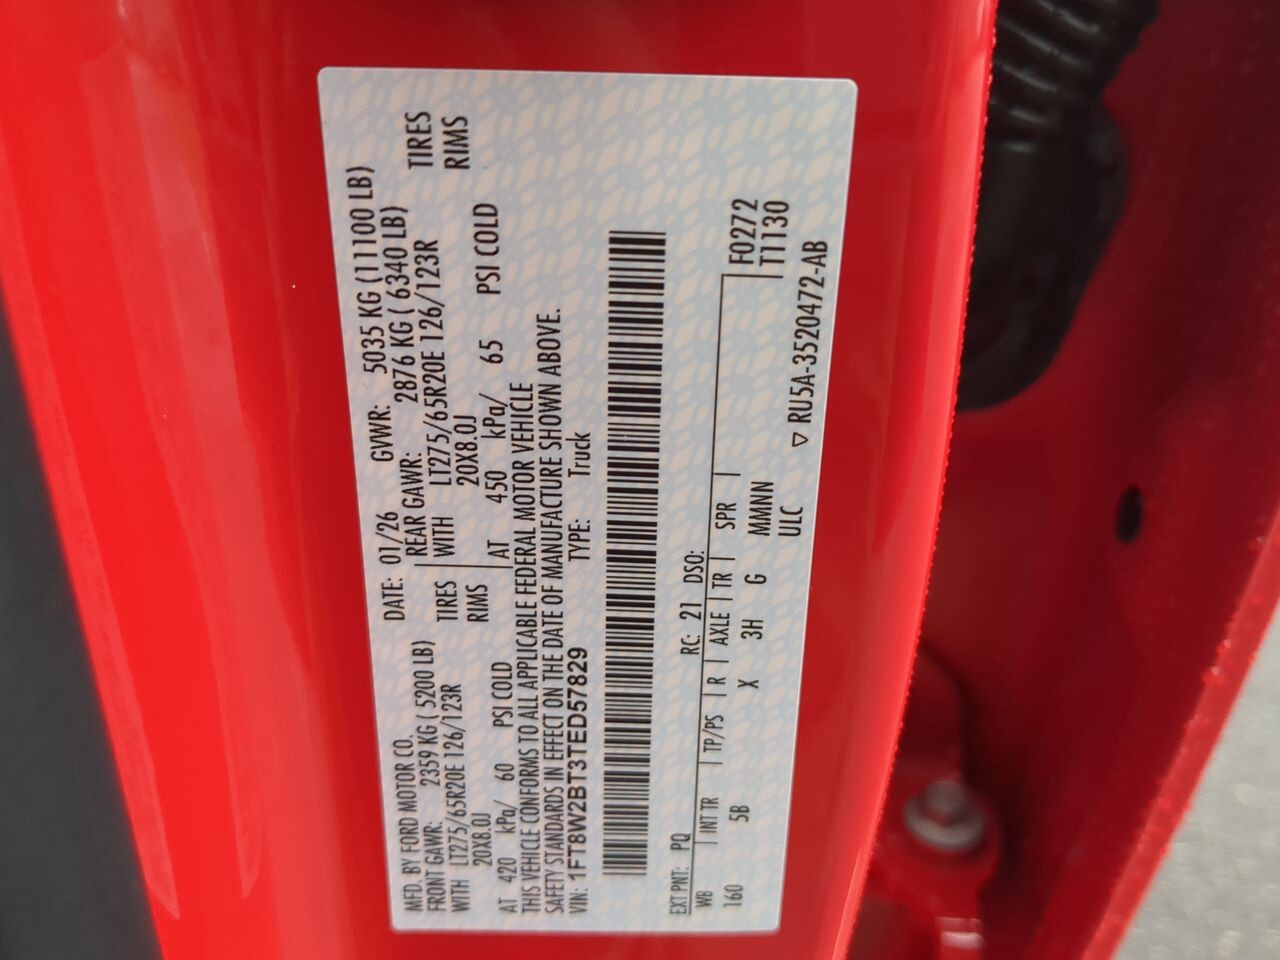 MFD. BY FORD MOTOR CO. DATE: 01/26 GVWR: 5035 KG (11100 LB)
FRONT GAWR: 2359 KG ( 5200 LB) REAR GAWR: 2876 KG ( 6340 LB)
WITH LT275/65R20E 126/123R TIRES WITH LT275/65R20E 126/123R TIRES
20X8.0J RIMS 20X8.0J RIMS
AT 420 kPa/ 60 PSI COLD AT 450 kPa/ 65 PSI COLD
THIS VEHICLE CONFORMS TO ALL APPLICABLE FEDERAL MOTOR VEHICLE
SAFETY STANDARDS IN EFFECT ON THE DATE OF MANUFACTURE SHOWN ABOVE.
VIN: 1FT8W2BT3TED57829 TYPE: Truck
EXT PNT: PQ RC: 21 DSO:
WB INT TR TP/PS R AXLE TR SPR F0272
160 5B X 3H G MMNN T1130
ULC
▽ RU5A-3520472-AB